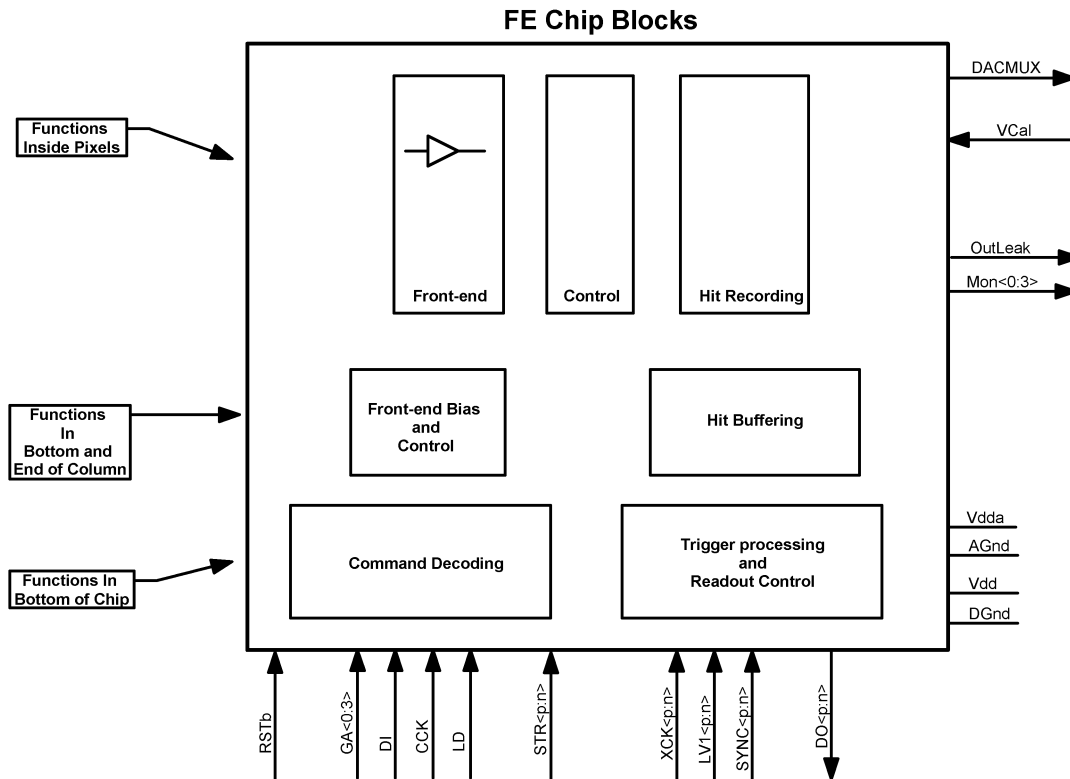 FE Chip Blocks
DACMUX
Functions
Inside Pixels
VCal
OutLeak
Mon<0:3>
Front-end
Control
Hit Recording
Functions
In
Bottom and
End of Column
Front-end Bias
and
Control
Hit Buffering
Vdda
AGnd
Vdd
DGnd
Functions In
Bottom of Chip
Command Decoding
Trigger processing
and
Readout Control
RSTb
GA<0:3>
DI
CCK
LD
STR<p:n>
XCK<p:n>
LV1<p:n>
SYNC<p:n>
DO<p:n>